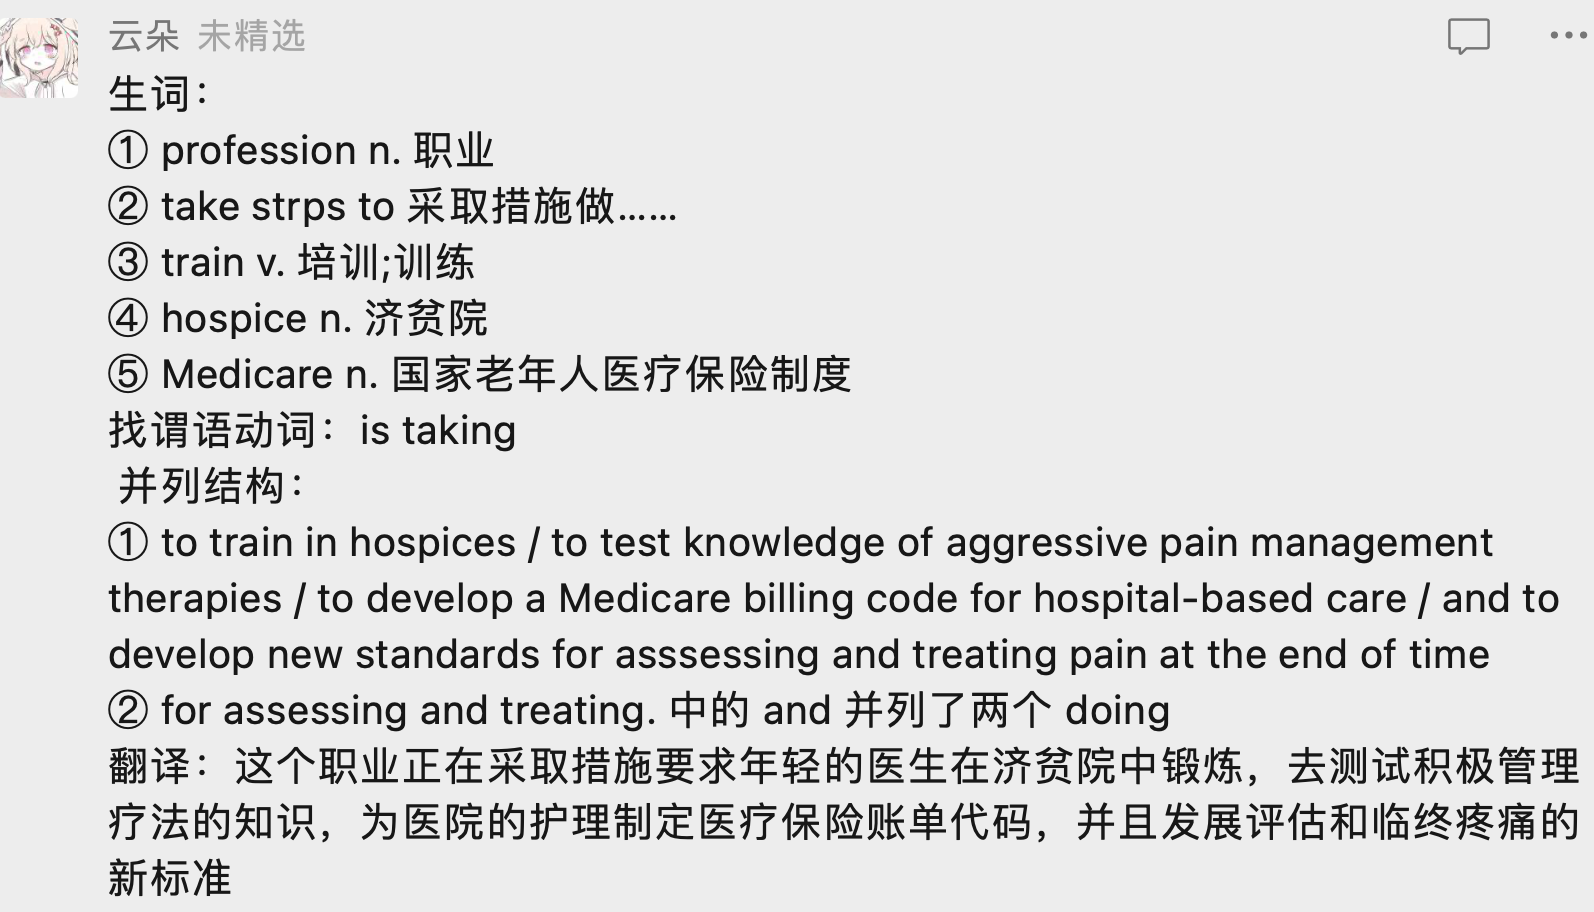 云朵 未精选
生词：
① profession n. 职业
② take strps to 采取措施做……
③ train v. 培训;训练
④ hospice n. 济贫院
⑤ Medicare n. 国家老年人医疗保险制度
找谓语动词：is taking
并列结构：
① to train in hospices / to test knowledge of aggressive pain management
therapies / to develop a Medicare billing code for hospital-based care / and to
develop new standards for asssessing and treating pain at the end of time
② for assessing and treating. 中的 and 并列了两个 doing
翻译：这个职业正在采取措施要求年轻的医生在济贫院中锻炼，去测试积极管理
疗法的知识，为医院的护理制定医疗保险账单代码，并且发展评估和临终疼痛的
新标准